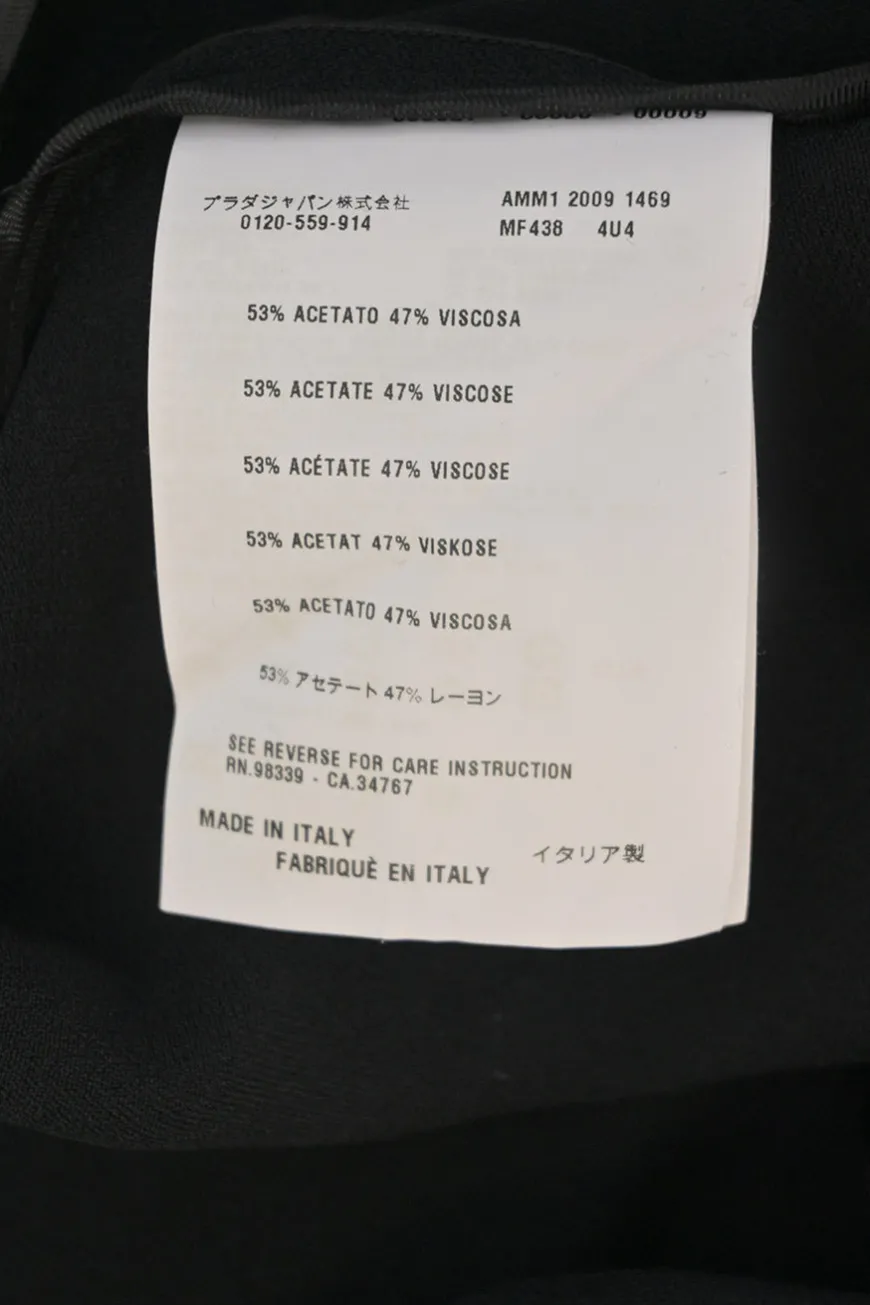 00009
プラダジャパン株式会社
0120-559-914
AMM1 2009 1469
MF438 4U4
53% ACETATO 47% VISCOSA
53% ACETATE 47% VISCOSE
53% ACÉTATE 47% VISCOSE
53% ACETAT 47% VISKOSE
53% ACETATO 47% VISCOSA
53% アセテート 47% レーヨン
SEE REVERSE FOR CARE INSTRUCTION
RN.98339 - CA.34767
MADE IN ITALY
FABRIQUÈ EN ITALY
イタリア製